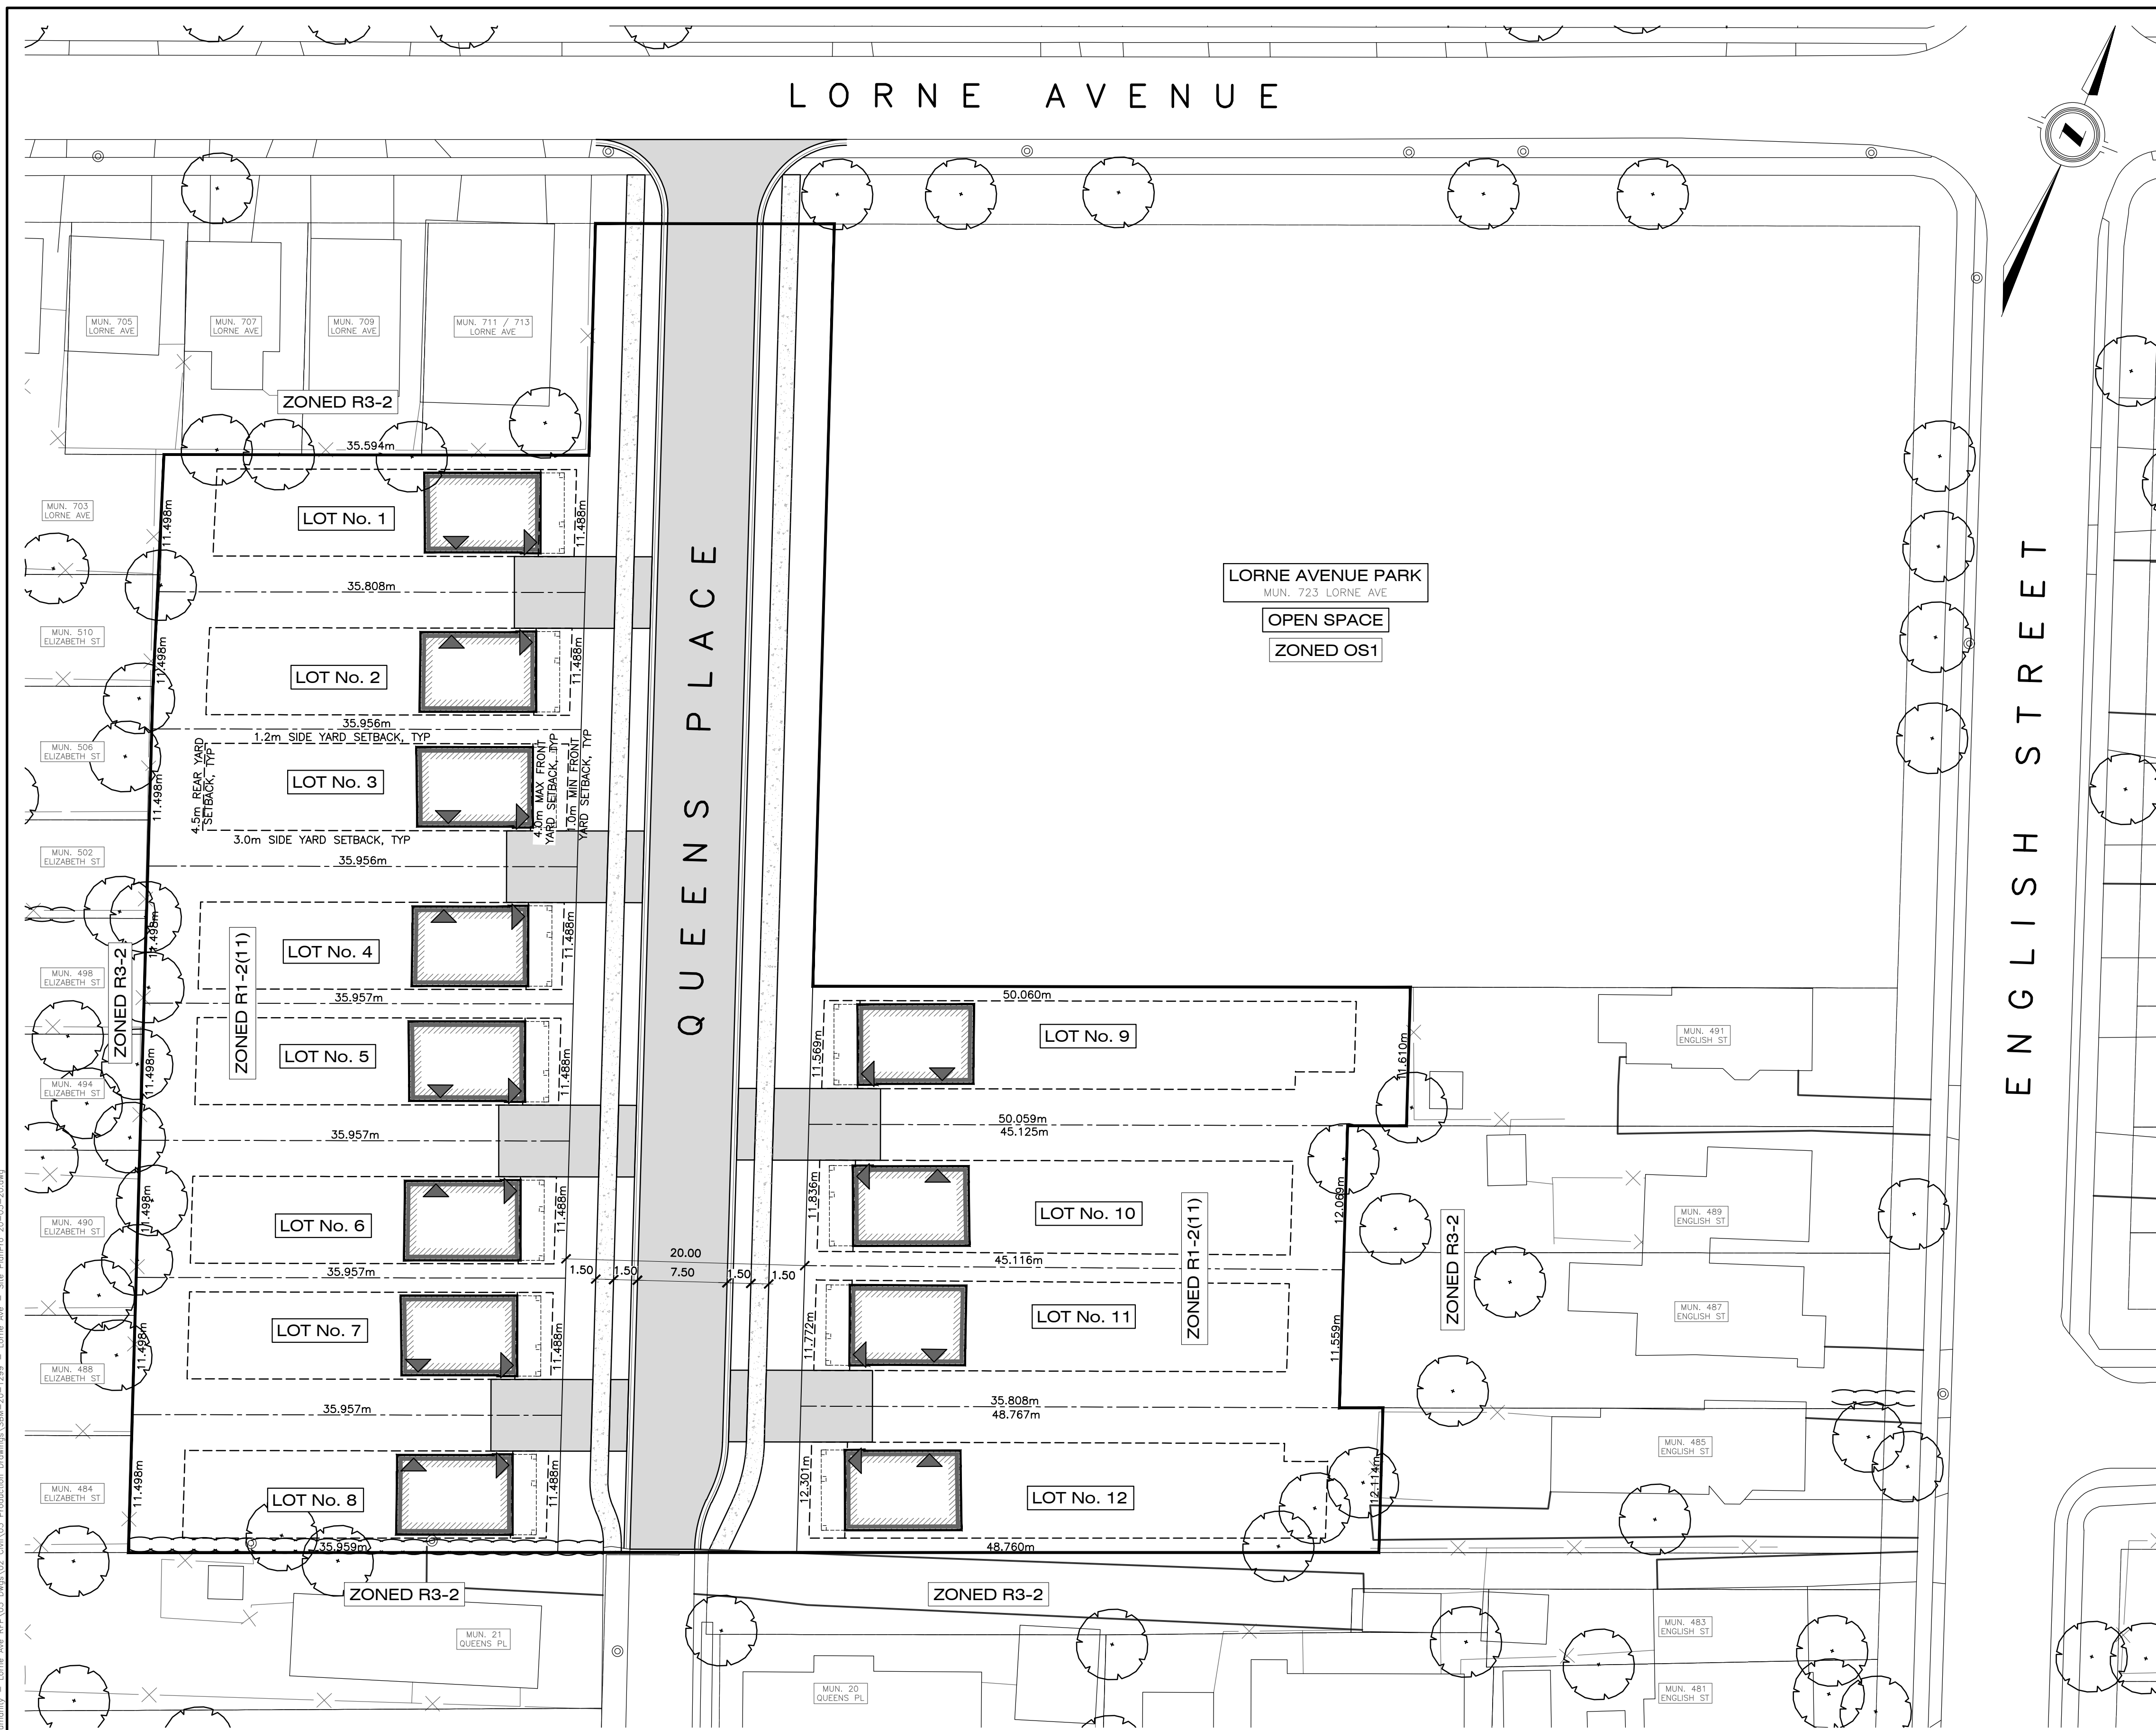 LORNE AVENUE
MUN. 705
LORNE AVE
MUN. 707
LORNE AVE
MUN. 709
LORNE AVE
MUN. 711 / 713
LORNE AVE
ZONED R3-2
35.594m
MUN. 703
LORNE AVE
11.498m
LOT No. 1
11.488m
35.808m
MUN. 510
ELIZABETH ST
11.498m
LOT No. 2
11.488m
35.956m
1.2m SIDE YARD SETBACK, TYP
MUN. 506
ELIZABETH ST
11.498m
4.5m REAR YARD
SETBACK, TYP
LOT No. 3
4.0m MAX FRONT
YARD SETBACK, TYP
1.0m MIN FRONT
YARD SETBACK, TYP
3.0m SIDE YARD SETBACK, TYP
35.956m
MUN. 502
ELIZABETH ST
11.498m
LOT No. 4
11.488m
ZONED R3-2
ZONED R1-2(11)
MUN. 498
ELIZABETH ST
35.957m
11.498m
LOT No. 5
11.488m
MUN. 494
ELIZABETH ST
35.957m
11.498m
LOT No. 6
11.488m
MUN. 490
ELIZABETH ST
35.957m
11.498m
LOT No. 7
11.488m
MUN. 488
ELIZABETH ST
35.957m
11.498m
LOT No. 8
11.488m
MUN. 484
ELIZABETH ST
35.959m
QUEENS PLACE
20.00
1.50
1.50
7.50
1.50
1.50
LORNE AVENUE PARK
MUN. 723 LORNE AVE
OPEN SPACE
ZONED OS1
ENGLISH STREET
50.060m
11.569m
LOT No. 9
11.610m
MUN. 491
ENGLISH ST
50.059m
45.125m
11.836m
LOT No. 10
12.069m
ZONED R1-2(11)
ZONED R3-2
MUN. 489
ENGLISH ST
45.116m
11.772m
LOT No. 11
11.559m
MUN. 487
ENGLISH ST
35.808m
48.767m
12.301m
LOT No. 12
12.114m
MUN. 485
ENGLISH ST
48.760m
ZONED R3-2
ZONED R3-2
MUN. 21
QUEENS PL
MUN. 20
QUEENS PL
MUN. 483
ENGLISH ST
MUN. 481
ENGLISH ST